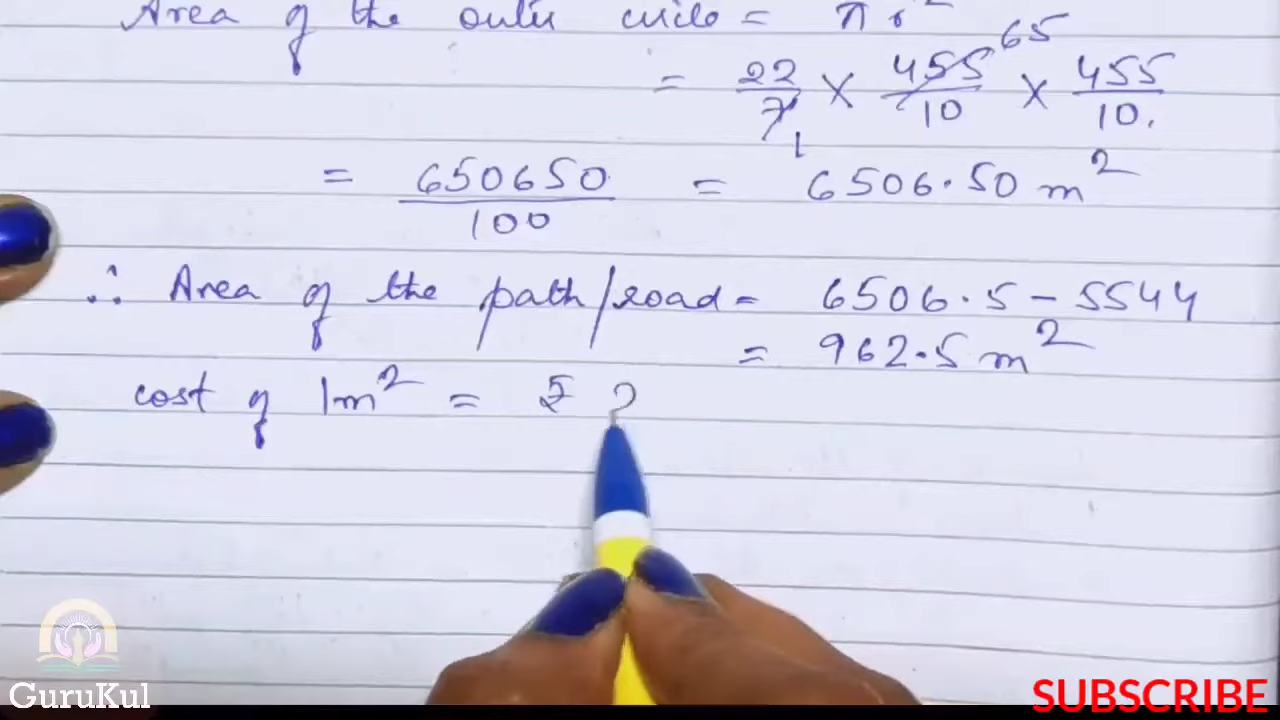 Area of the outer circle = πr²
= 22/7 × 455/10 × 455/10.
65
1
= 650650/100 = 6506.50 m²
∴ Area of the path/road = 6506.5 - 5544
= 962.5 m²
cost of 1m² = ₹ 2
GuruKul
SUBSCRIBE